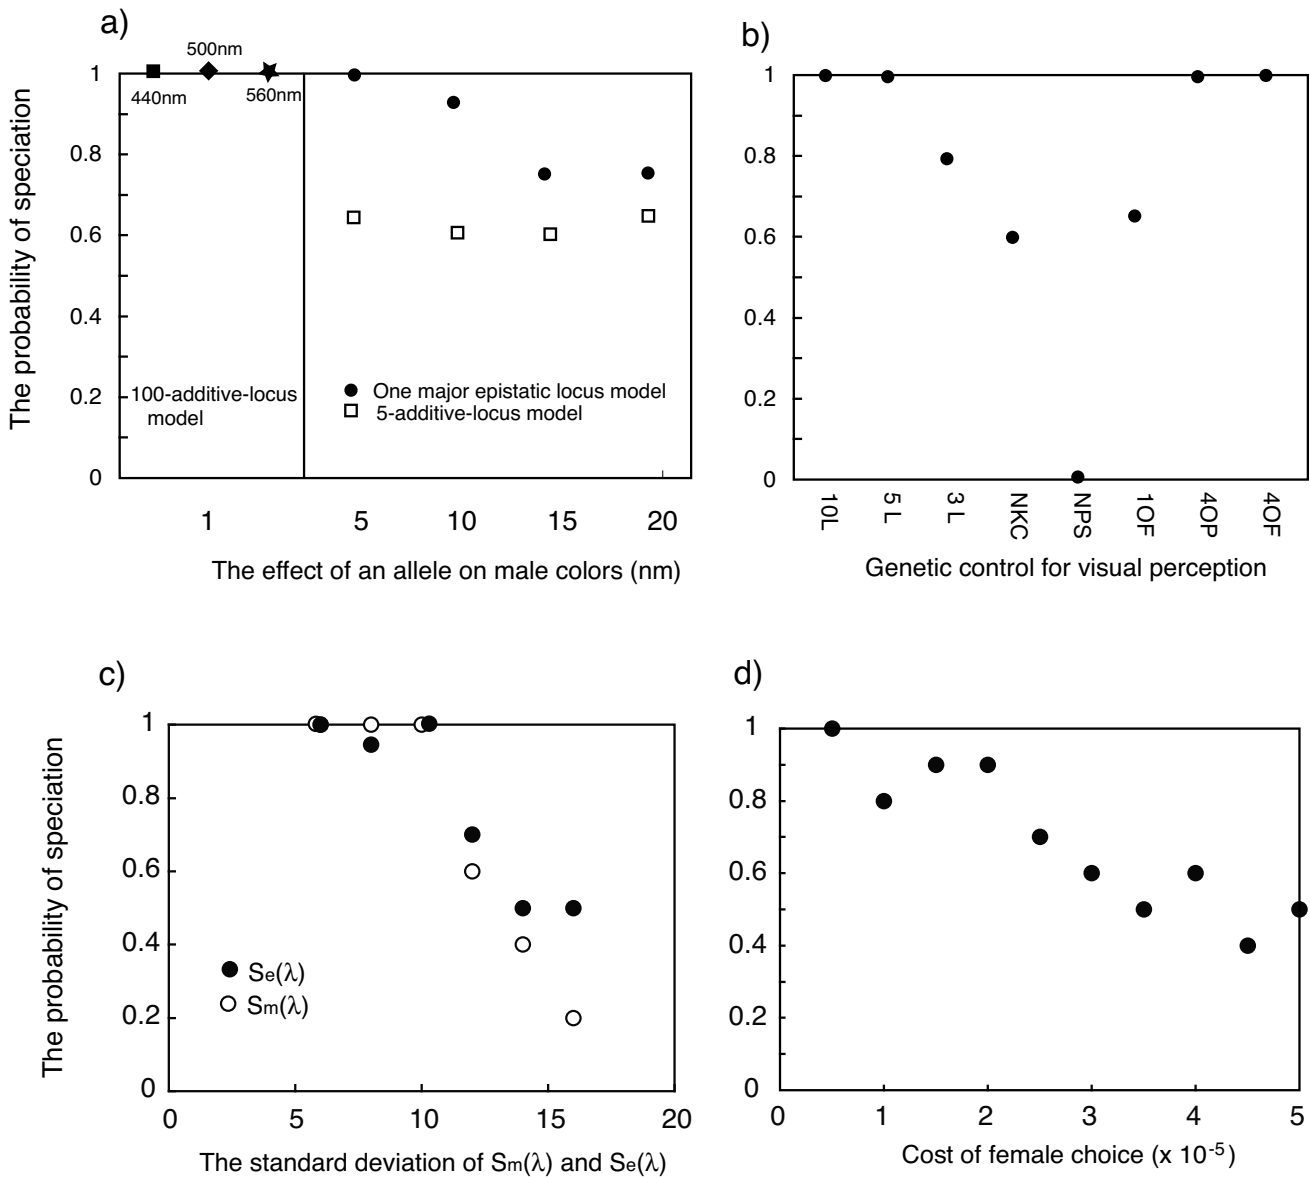 a)
500nm
440nm
560nm
The probability of speciation
1
0.8
0.6
0.4
0.2
0
100-additive-locus
model
One major epistatic locus model
5-additive-locus model
1
5
10
15
20
The effect of an allele on male colors (nm)
b)
1
0.8
0.6
0.4
0.2
0
10L
5 L
3 L
NKC
NPS
1OF
4OP
4OF
Genetic control for visual perception
c)
The probability of speciation
1
0.8
0.6
0.4
0.2
0
Se(λ)
Sm(λ)
0
5
10
15
20
The standard deviation of Sm(λ) and Se(λ)
d)
1
0.8
0.6
0.4
0.2
0
0
1
2
3
4
5
Cost of female choice (x 10-5)